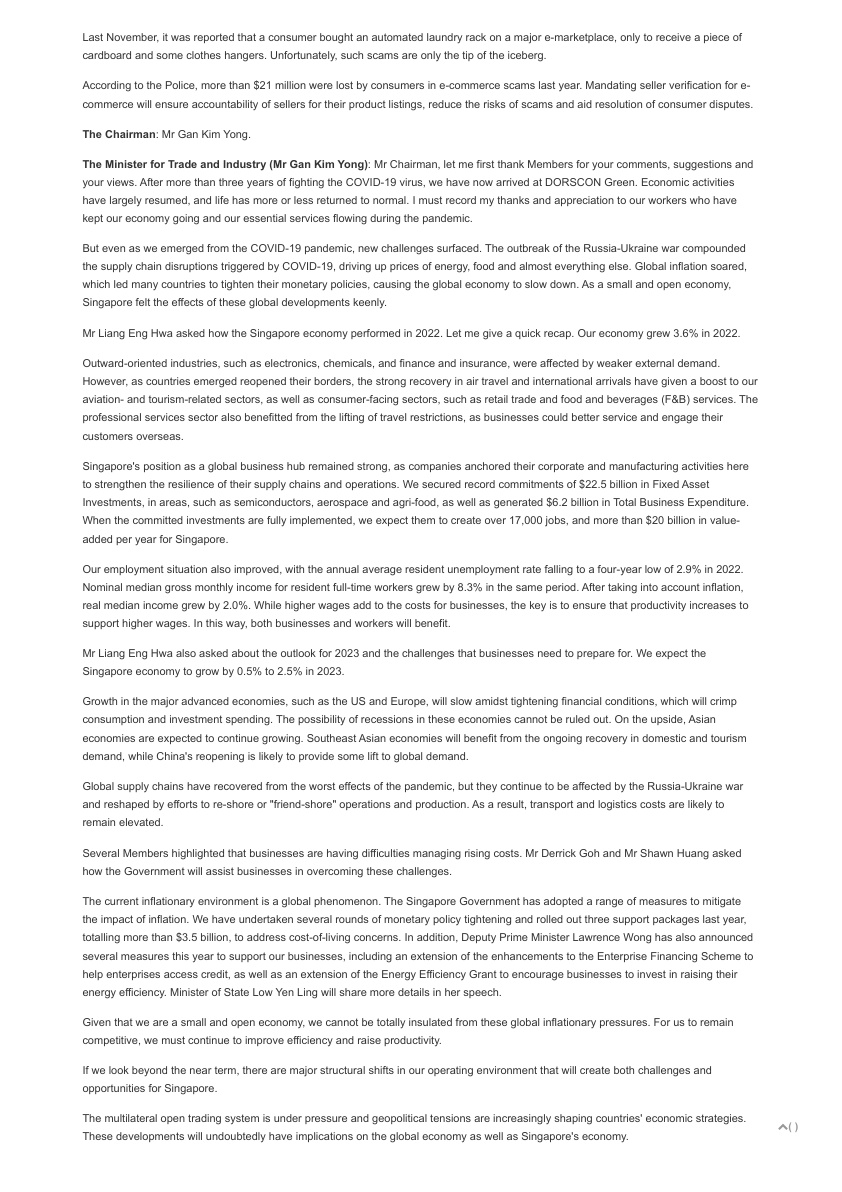 Last November, it was reported that a consumer bought an automated laundry rack on a major e-marketplace, only to receive a piece of
cardboard and some clothes hangers. Unfortunately, such scams are only the tip of the iceberg.
According to the Police, more than $21 million were lost by consumers in e-commerce scams last year. Mandating seller verification for e-
commerce will ensure accountability of sellers for their product listings, reduce the risks of scams and aid resolution of consumer disputes.
The Chairman: Mr Gan Kim Yong.
The Minister for Trade and Industry (Mr Gan Kim Yong): Mr Chairman, let me first thank Members for your comments, suggestions and
your views. After more than three years of fighting the COVID-19 virus, we have now arrived at DORSCON Green. Economic activities
have largely resumed, and life has more or less returned to normal. I must record my thanks and appreciation to our workers who have
kept our economy going and our essential services flowing during the pandemic.
But even as we emerged from the COVID-19 pandemic, new challenges surfaced. The outbreak of the Russia-Ukraine war compounded
the supply chain disruptions triggered by COVID-19, driving up prices of energy, food and almost everything else. Global inflation soared,
which led many countries to tighten their monetary policies, causing the global economy to slow down. As a small and open economy,
Singapore felt the effects of these global developments keenly.
Mr Liang Eng Hwa asked how the Singapore economy performed in 2022. Let me give a quick recap. Our economy grew 3.6% in 2022.
Outward-oriented industries, such as electronics, chemicals, and finance and insurance, were affected by weaker external demand.
However, as countries emerged reopened their borders, the strong recovery in air travel and international arrivals have given a boost to our
aviation- and tourism-related sectors, as well as consumer-facing sectors, such as retail trade and food and beverages (F&B) services. The
professional services sector also benefitted from the lifting of travel restrictions, as businesses could better service and engage their
customers overseas.
Singapore's position as a global business hub remained strong, as companies anchored their corporate and manufacturing activities here
to strengthen the resilience of their supply chains and operations. We secured record commitments of $22.5 billion in Fixed Asset
Investments, in areas, such as semiconductors, aerospace and agri-food, as well as generated $6.2 billion in Total Business Expenditure.
When the committed investments are fully implemented, we expect them to create over 17,000 jobs, and more than $20 billion in value-
added per year for Singapore.
Our employment situation also improved, with the annual average resident unemployment rate falling to a four-year low of 2.9% in 2022.
Nominal median gross monthly income for resident full-time workers grew by 8.3% in the same period. After taking into account inflation,
real median income grew by 2.0%. While higher wages add to the costs for businesses, the key is to ensure that productivity increases to
support higher wages. In this way, both businesses and workers will benefit.
Mr Liang Eng Hwa also asked about the outlook for 2023 and the challenges that businesses need to prepare for. We expect the
Singapore economy to grow by 0.5% to 2.5% in 2023.
Growth in the major advanced economies, such as the US and Europe, will slow amidst tightening financial conditions, which will crimp
consumption and investment spending. The possibility of recessions in these economies cannot be ruled out. On the upside, Asian
economies are expected to continue growing. Southeast Asian economies will benefit from the ongoing recovery in domestic and tourism
demand, while China's reopening is likely to provide some lift to global demand.
Global supply chains have recovered from the worst effects of the pandemic, but they continue to be affected by the Russia-Ukraine war
and reshaped by efforts to re-shore or "friend-shore" operations and production. As a result, transport and logistics costs are likely to
remain elevated.
Several Members highlighted that businesses are having difficulties managing rising costs. Mr Derrick Goh and Mr Shawn Huang asked
how the Government will assist businesses in overcoming these challenges.
The current inflationary environment is a global phenomenon. The Singapore Government has adopted a range of measures to mitigate
the impact of inflation. We have undertaken several rounds of monetary policy tightening and rolled out three support packages last year,
totalling more than $3.5 billion, to address cost-of-living concerns. In addition, Deputy Prime Minister Lawrence Wong has also announced
several measures this year to support our businesses, including an extension of the enhancements to the Enterprise Financing Scheme to
help enterprises access credit, as well as an extension of the Energy Efficiency Grant to encourage businesses to invest in raising their
energy efficiency. Minister of State Low Yen Ling will share more details in her speech.
Given that we are a small and open economy, we cannot be totally insulated from these global inflationary pressures. For us to remain
competitive, we must continue to improve efficiency and raise productivity.
If we look beyond the near term, there are major structural shifts in our operating environment that will create both challenges and
opportunities for Singapore.
The multilateral open trading system is under pressure and geopolitical tensions are increasingly shaping countries' economic strategies.
These developments will undoubtedly have implications on the global economy as well as Singapore's economy.
( )